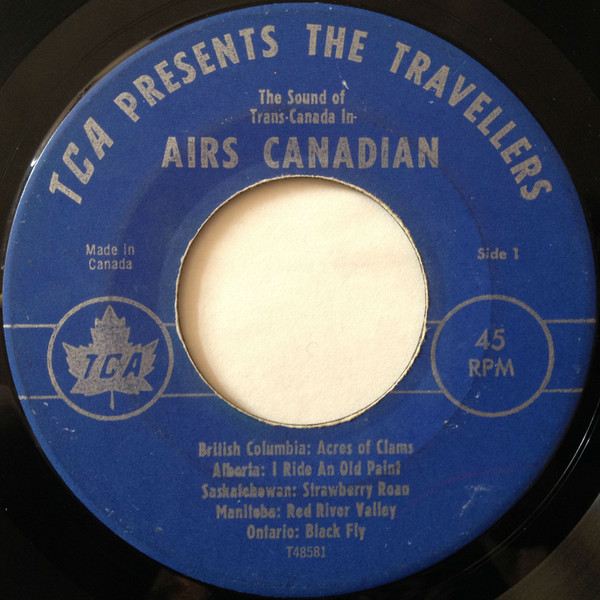 TCA PRESENTS THE TRAVELLERS
The Sound of
Trans-Canada In-
AIRS CANADIAN
Made In
Canada
Side 1
TCA
45
RPM
British Columbia: Acres of Clams
Alberta: I Ride An Old Paint
Saskatchewan: Strawberry Roan
Manitoba: Red River Valley
Ontario: Black Fly
T48581